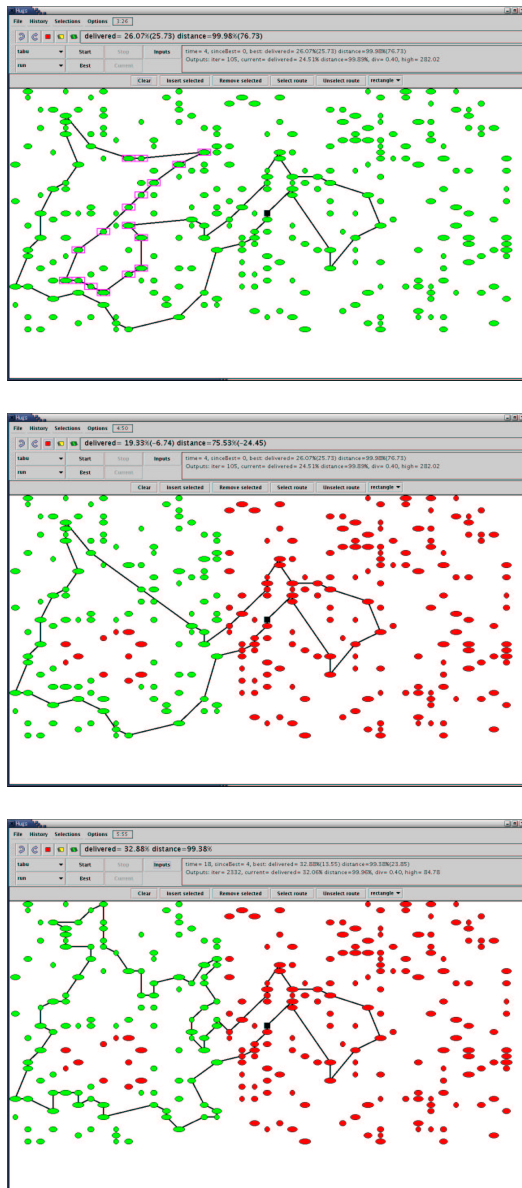 Hugs
File History Selections Options 3:26
delivered= 26.07%(25.73) distance=99.98%(76.73)
tabu Start Stop Inputs
time= 4, sinceBest= 0, best: delivered= 26.07%(25.73) distance=99.98%(76.73)
Outputs: iter= 105, current= delivered= 24.51% distance=99.89%, div= 0.40, high= 282.02
run Best Current
Clear Insert selected Remove selected Select route Unselect route rectangle
Hugs
File History Selections Options 4:50
delivered= 19.33%(-6.74) distance=75.53%(-24.45)
tabu Start Stop Inputs
time= 4, sinceBest= 0, best: delivered= 26.07%(25.73) distance=99.98%(76.73)
Outputs: iter= 105, current= delivered= 24.51% distance=99.89%, div= 0.40, high= 282.02
run Best Current
Clear Insert selected Remove selected Select route Unselect route rectangle
Hugs
File History Selections Options 5:55
delivered= 32.88% distance=99.38%
tabu Start Stop Inputs
time= 18, sinceBest= 4, best: delivered= 32.88%(13.55) distance=99.38%(23.85)
Outputs: iter= 2332, current= delivered= 32.06% distance=99.96%, div= 0.40, high= 84.78
run Best Current
Clear Insert selected Remove selected Select route Unselect route rectangle